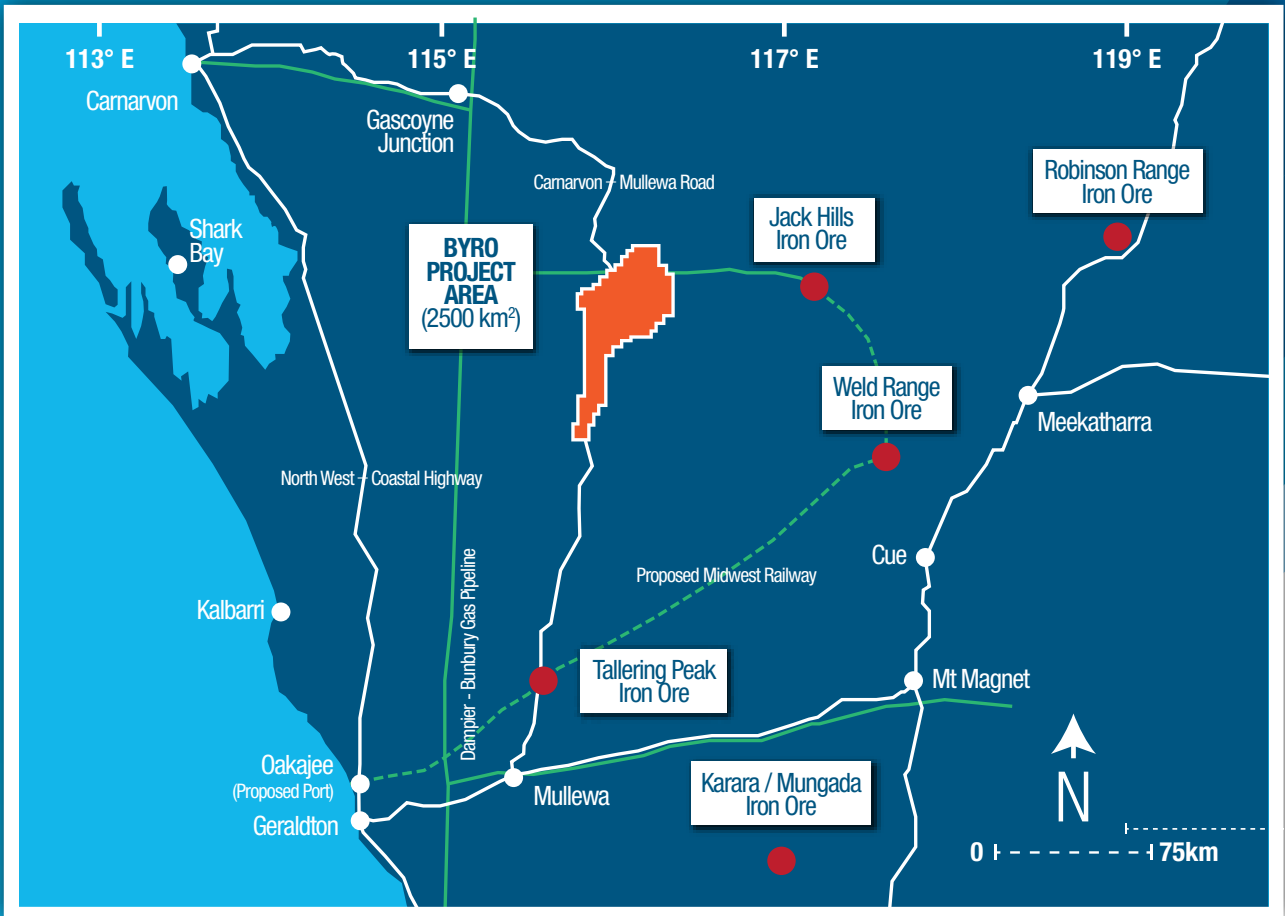 113° E
115° E
117° E
119° E
Carnarvon
Gascoyne
Junction
Carnarvon - Mullewa Road
Robinson Range
Iron Ore
Jack Hills
Iron Ore
Shark
Bay
BYRO
PROJECT
AREA
(2500 km²)
Weld Range
Iron Ore
Meekatharra
North West - Coastal Highway
Cue
Proposed Midwest Railway
Kalbarri
Dampier - Bunbury Gas Pipeline
Tallering Peak
Iron Ore
Mt Magnet
Oakajee
(Proposed Port)
Geraldton
Mullewa
Karara / Mungada
Iron Ore
N
0
75km